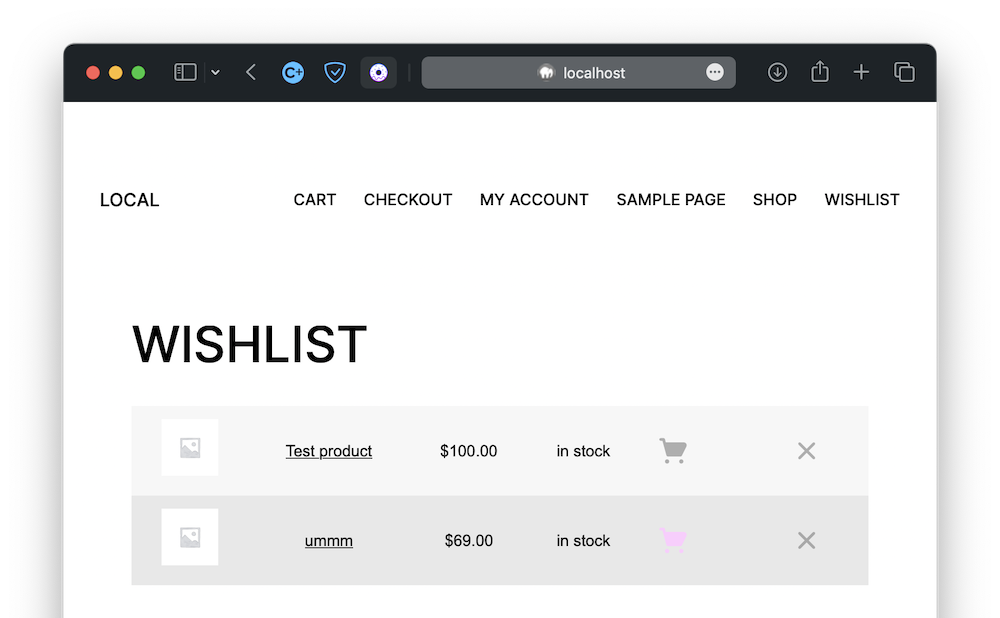 C+
localhost
LOCAL CART CHECKOUT MY ACCOUNT SAMPLE PAGE SHOP WISHLIST
WISHLIST
Test product $100.00 in stock
ummm $69.00 in stock